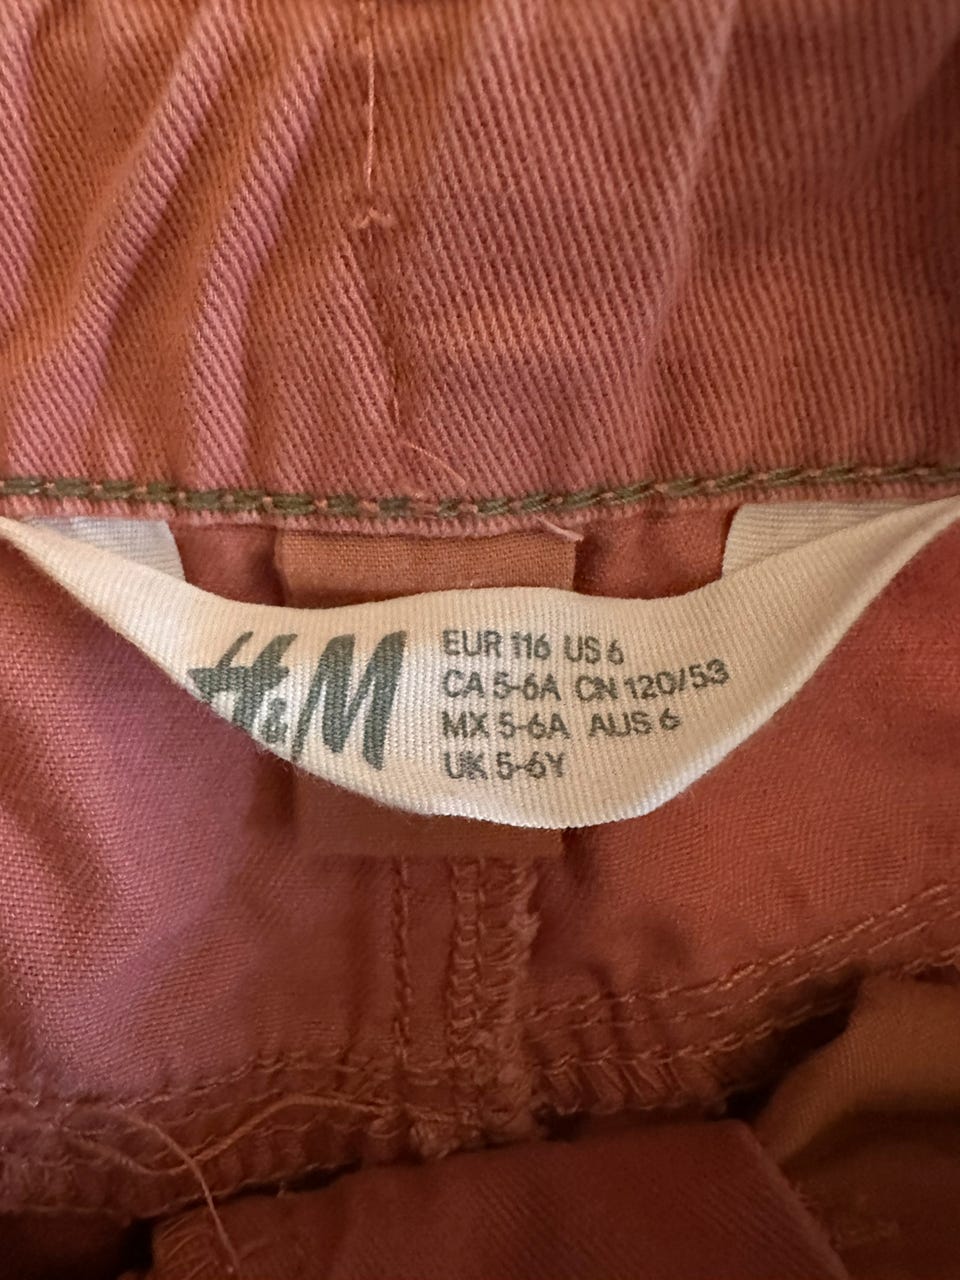 H&M
EUR 116 US 6
CA 5-6A CN 120/53
MX 5-6A AUS 6
UK 5-6Y